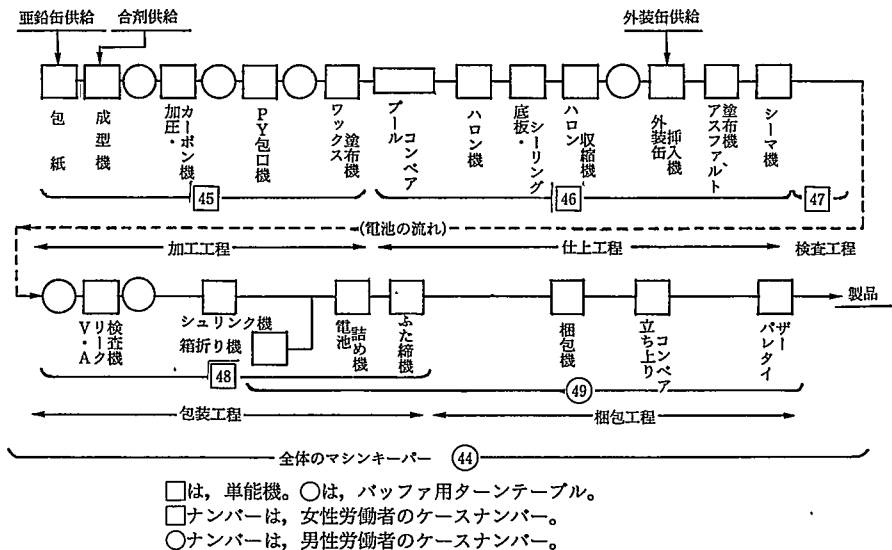 亜鉛缶供給
合剤供給
外装缶供給
包紙
成型機
加圧・カーボン機
PY包口機
ワックス塗布機
プールコンベア
ハロン機
底板・シーリング
ハロン収縮機
外装缶挿入機
アスファルト塗布機
シーマ機
45
46
47
(電池の流れ)
加工工程
仕上工程
検査工程
V・Aリーク検査機
シュリンク機
箱折り機
電池詰め機
ふた締機
梱包機
立ち上りコンベア
パレタイザー
製品
48
49
包装工程
梱包工程
全体のマシンキーパー 44
□は，単能機。○は，バッファ用ターンテーブル。
□ナンバーは，女性労働者のケースナンバー。
○ナンバーは，男性労働者のケースナンバー。